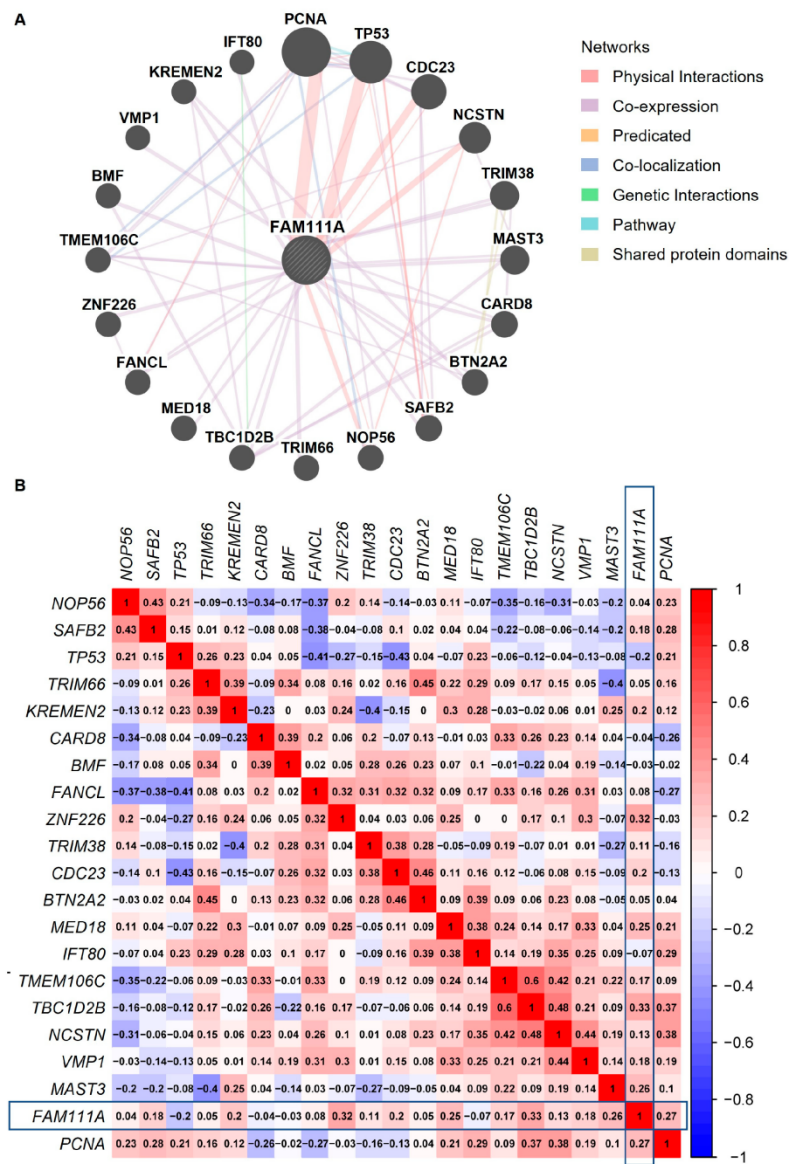 A
PCNA
TP53
IFT80
CDC23
KREMEN2
NCSTN
VMP1
TRIM38
BMF
FAM111A
TMEM106C
MAST3
ZNF226
CARD8
FANCL
BTN2A2
MED18
SAFB2
TBC1D2B
NOP56
TRIM66
Networks
Physical Interactions
Co-expression
Predicated
Co-localization
Genetic Interactions
Pathway
Shared protein domains
B
NOP56 SAFB2 TP53 TRIM66 KREMEN2 CARD8 BMF FANCL ZNF226 TRIM38 CDC23 BTN2A2 MED18 IFT80 TMEM106C TBC1D2B NCSTN VMP1 MAST3 FAM111A PCNA
NOP56 1 0.43 0.21 −0.09 −0.13 −0.34 −0.17 −0.37 0.2 0.14 −0.14 −0.03 0.11 −0.07 −0.35 −0.16 −0.31 −0.03 −0.2 0.04 0.23
SAFB2 0.43 1 0.15 0.01 0.12 −0.08 0.08 −0.38 −0.04 −0.08 0.1 0.02 0.04 0.04 −0.22 −0.08 −0.06 −0.14 −0.2 0.18 0.28
TP53 0.21 0.15 1 0.26 0.23 0.04 0.05 −0.41 −0.27 −0.15 −0.43 0.04 −0.07 0.23 −0.06 −0.12 −0.04 −0.13 −0.08 −0.2 0.21
TRIM66 −0.09 0.01 0.26 1 0.39 −0.09 0.34 0.08 0.16 0.02 0.16 0.45 0.22 0.29 0.09 0.17 0.15 0.05 −0.4 0.05 0.16
KREMEN2 −0.13 0.12 0.23 0.39 1 −0.23 0 0.03 0.24 −0.4 −0.15 0 0.3 0.28 −0.03 −0.02 0.06 0.01 0.25 0.2 0.12
CARD8 −0.34 −0.08 0.04 −0.09 −0.23 1 0.39 0.2 0.06 0.2 −0.07 0.13 −0.01 0.03 0.33 0.26 0.23 0.14 0.04 −0.04 −0.26
BMF −0.17 0.08 0.05 0.34 0 0.39 1 0.02 0.05 0.28 0.26 0.23 0.07 0.1 −0.01 −0.22 0.04 0.19 −0.14 −0.03 −0.02
FANCL −0.37 −0.38 −0.41 0.08 0.03 0.2 0.02 1 0.32 0.31 0.32 0.32 0.09 0.17 0.33 0.16 0.26 0.31 0.03 0.08 −0.27
ZNF226 0.2 −0.04 −0.27 0.16 0.24 0.06 0.05 0.32 1 0.04 0.03 0.06 0.25 0 0 0.17 0.1 0.3 −0.07 0.32 −0.03
TRIM38 0.14 −0.08 −0.15 0.02 −0.4 0.2 0.28 0.31 0.04 1 0.38 0.28 −0.05 −0.09 0.19 −0.07 0.01 0.02 −0.27 0.11 −0.16
CDC23 −0.14 0.1 −0.43 0.16 −0.15 −0.07 0.26 0.32 0.03 0.38 1 0.46 0.11 0.16 0.12 −0.06 0.08 0.15 −0.09 0.2 −0.13
BTN2A2 −0.03 0.02 0.04 0.45 0 0.13 0.23 0.32 0.06 0.28 0.46 1 0.09 0.39 0.09 0.06 0.23 0.08 −0.05 0.05 0.04
MED18 0.11 0.04 −0.07 0.22 0.3 −0.01 0.07 0.09 0.25 −0.05 0.11 0.09 1 0.38 0.24 0.14 0.17 0.33 0.04 0.25 0.21
IFT80 −0.07 0.04 0.23 0.29 0.28 0.03 0.1 0.17 0 −0.09 0.16 0.39 0.38 1 0.14 0.19 0.35 0.25 0.06 −0.07 0.29
TMEM106C −0.35 −0.22 −0.06 0.09 −0.03 0.33 −0.01 0.33 0 0.19 0.12 0.09 0.24 0.14 1 0.6 0.42 0.21 0.22 0.17 0.09
TBC1D2B −0.16 −0.08 −0.12 0.17 −0.02 0.26 −0.22 0.16 0.17 −0.07 −0.06 0.06 0.14 0.19 0.6 1 0.48 0.21 0.09 0.33 0.37
NCSTN −0.31 −0.06 −0.04 0.15 0.06 0.23 0.04 0.26 0.1 0.01 0.08 0.23 0.17 0.35 0.42 0.48 1 0.44 0.19 0.13 0.38
VMP1 −0.03 −0.14 −0.13 0.05 0.01 0.14 0.19 0.31 0.3 0.02 0.15 0.08 0.33 0.25 0.21 0.21 0.44 1 0.14 0.18 0.19
MAST3 −0.2 −0.2 −0.08 −0.4 0.25 0.04 −0.14 0.03 −0.07 −0.27 −0.09 −0.05 0.04 0.06 0.22 0.09 0.19 0.14 1 0.26 0.1
FAM111A 0.04 0.18 −0.2 0.05 0.2 −0.04 −0.03 0.08 0.32 0.11 0.2 0.05 0.25 −0.07 0.17 0.33 0.13 0.18 0.26 1 0.27
PCNA 0.23 0.28 0.21 0.16 0.12 −0.26 −0.02 −0.27 −0.03 −0.16 −0.13 0.04 0.21 0.29 0.09 0.37 0.38 0.19 0.1 0.27 1
1
0.8
0.6
0.4
0.2
0
−0.2
−0.4
−0.6
−0.8
−1